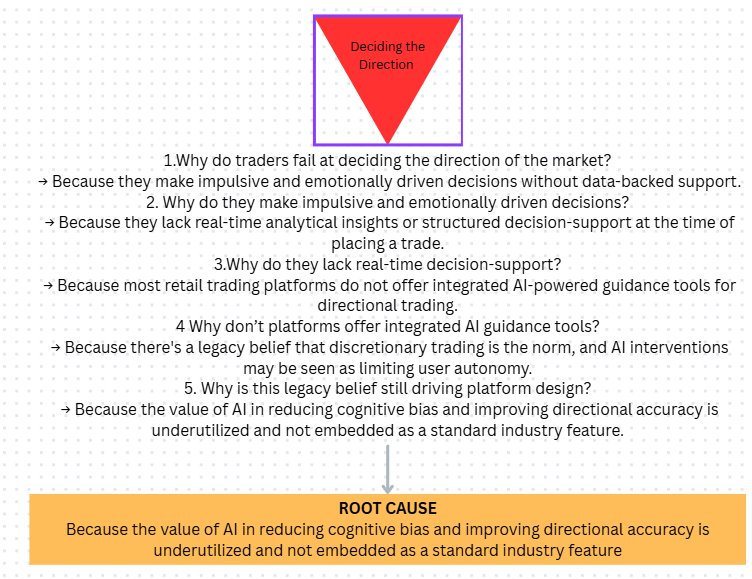 Deciding the
Direction
1.Why do traders fail at deciding the direction of the market?
→ Because they make impulsive and emotionally driven decisions without data-backed support.
2. Why do they make impulsive and emotionally driven decisions?
→ Because they lack real-time analytical insights or structured decision-support at the time of
placing a trade.
3.Why do they lack real-time decision-support?
→ Because most retail trading platforms do not offer integrated AI-powered guidance tools for
directional trading.
4 Why don’t platforms offer integrated AI guidance tools?
→ Because there's a legacy belief that discretionary trading is the norm, and AI interventions
may be seen as limiting user autonomy.
5. Why is this legacy belief still driving platform design?
→ Because the value of AI in reducing cognitive bias and improving directional accuracy is
underutilized and not embedded as a standard industry feature.
ROOT CAUSE
Because the value of AI in reducing cognitive bias and improving directional accuracy is
underutilized and not embedded as a standard industry feature